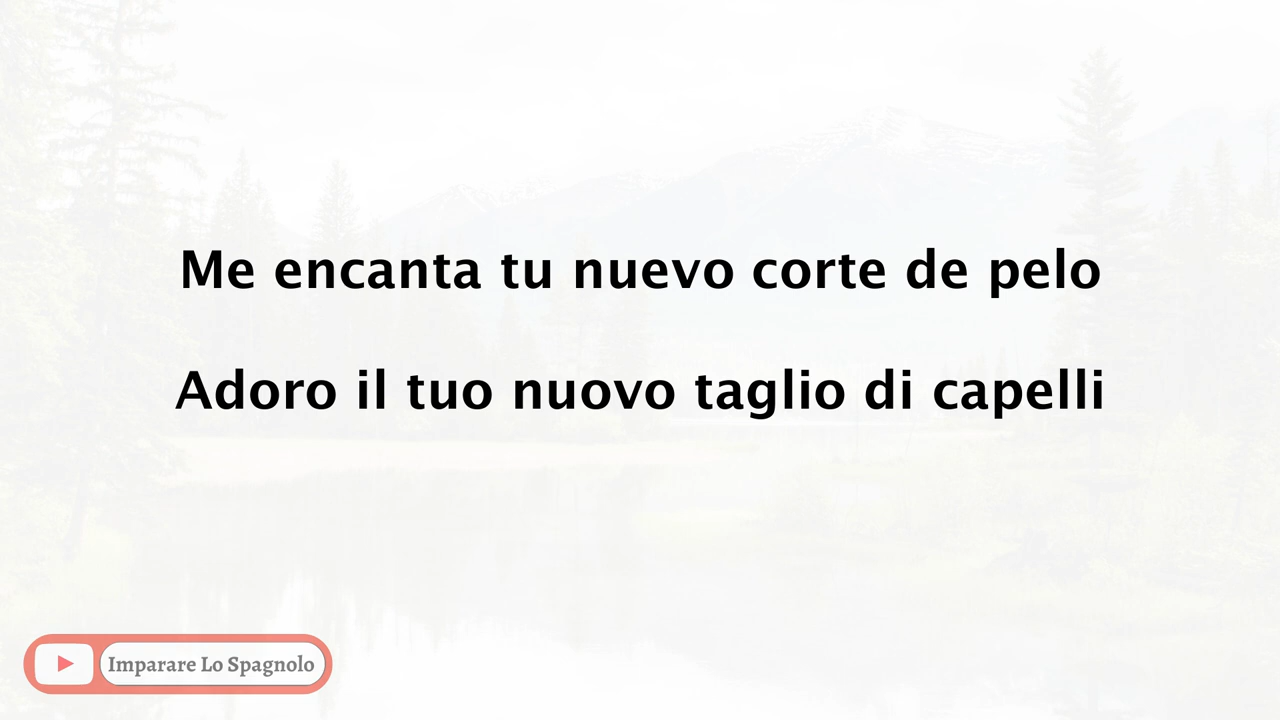 Me encanta tu nuevo corte de pelo
Adoro il tuo nuovo taglio di capelli
Imparare Lo Spagnolo